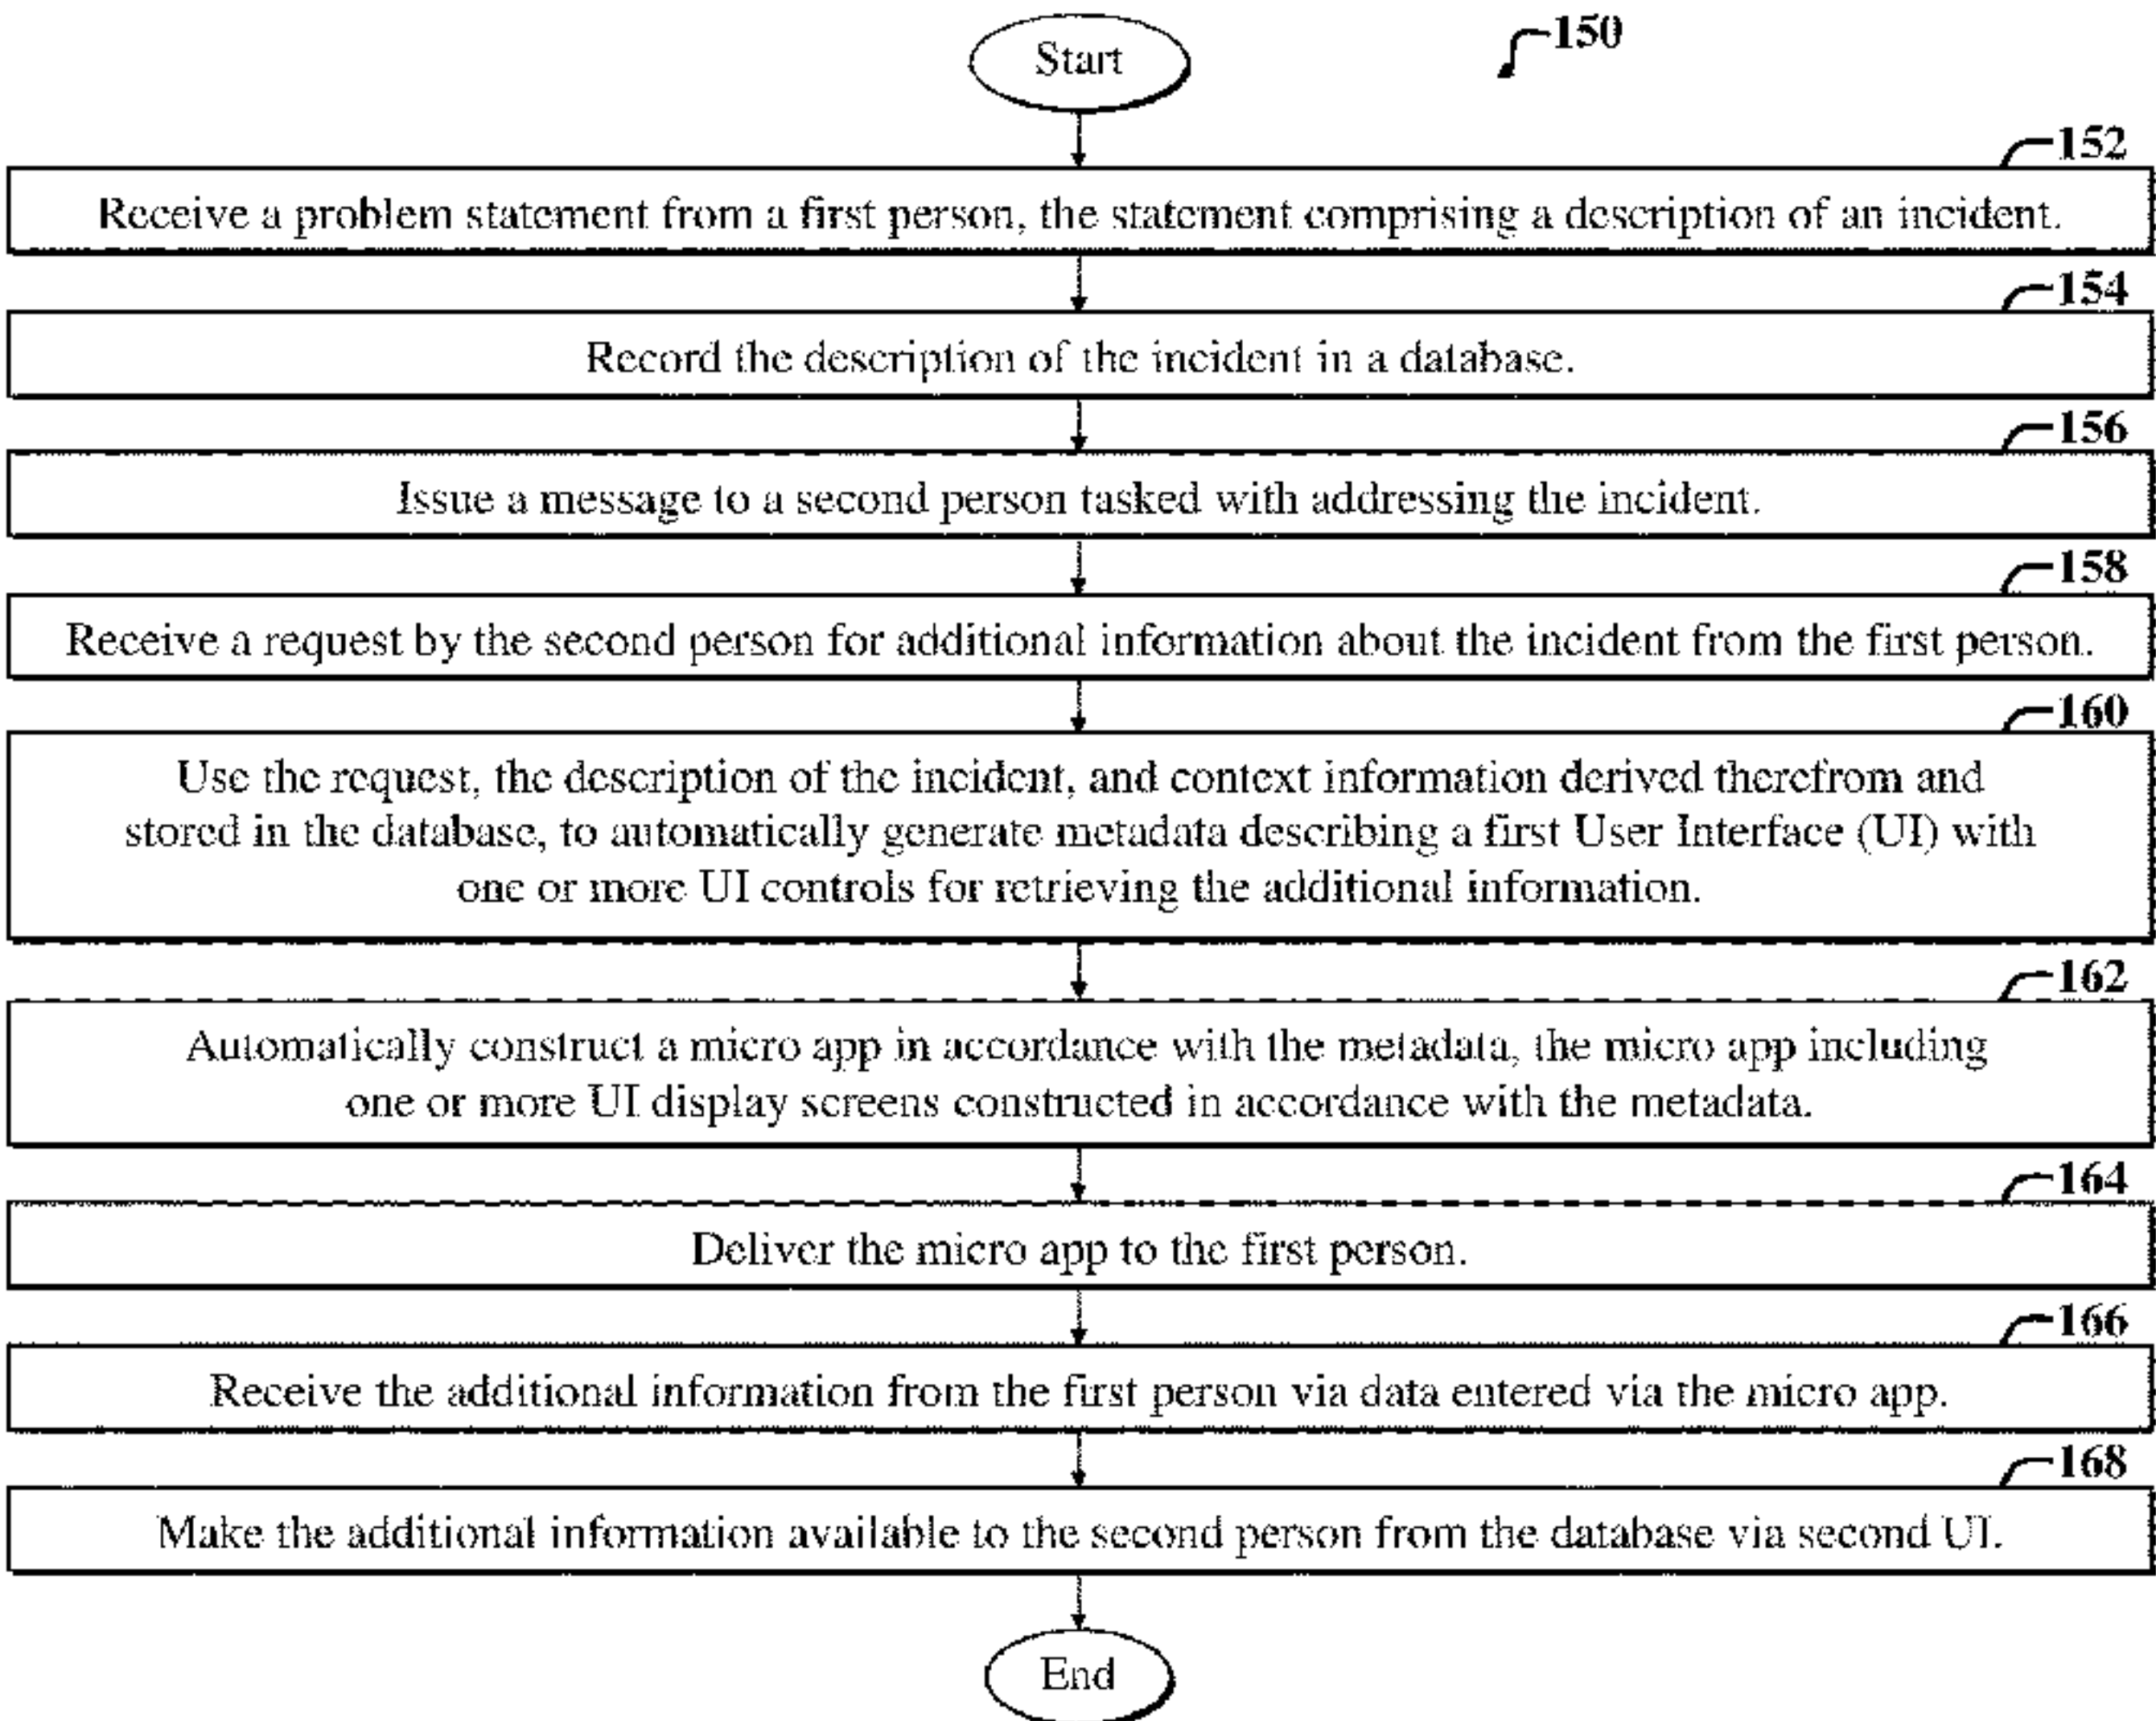 Start
150
152
Receive a problem statement from a first person, the statement comprising a description of an incident.
154
Record the description of the incident in a database.
156
Issue a message to a second person tasked with addressing the incident.
158
Receive a request by the second person for additional information about the incident from the first person.
160
Use the request, the description of the incident, and context information derived therefrom and
stored in the database, to automatically generate metadata describing a first User Interface (UI) with
one or more UI controls for retrieving the additional information.
162
Automatically construct a micro app in accordance with the metadata, the micro app including
one or more UI display screens constructed in accordance with the metadata.
164
Deliver the micro app to the first person.
166
Receive the additional information from the first person via data entered via the micro app.
168
Make the additional information available to the second person from the database via second UI.
End